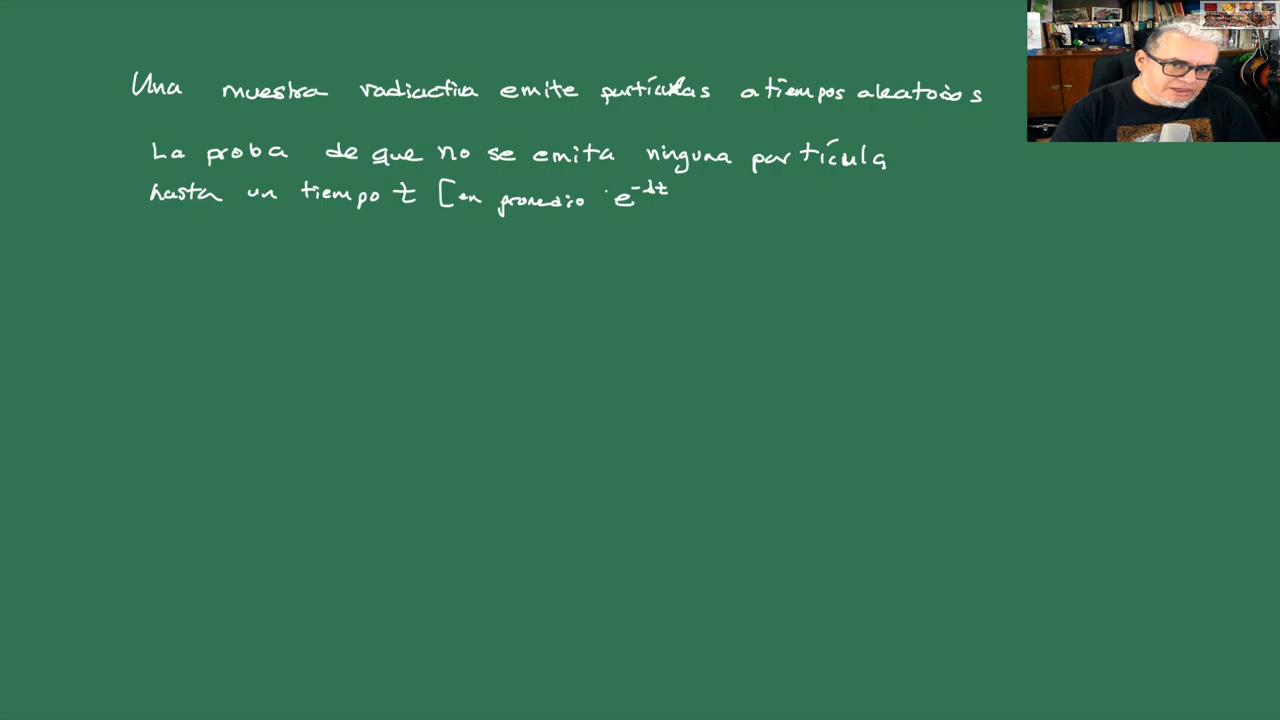 Una muestra radiactiva emite partículas a tiempos aleatorios
La proba de que no se emita ninguna partícula
hasta un tiempo t [en promedio e^{-λt}